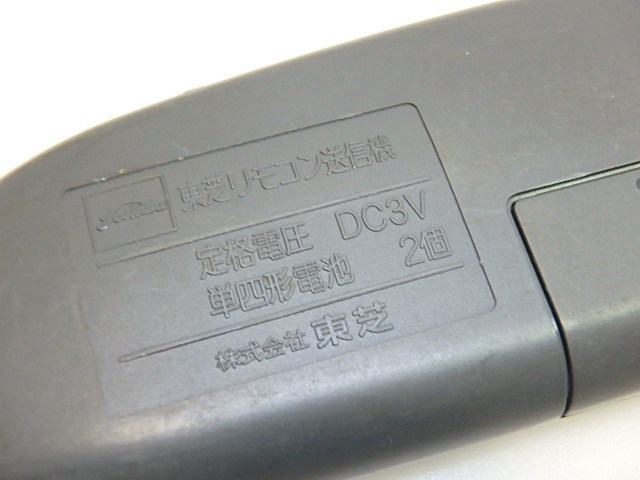 東芝リモコン送信機
定格電圧 DC3V
単四形電池 2個
株式会社 東芝